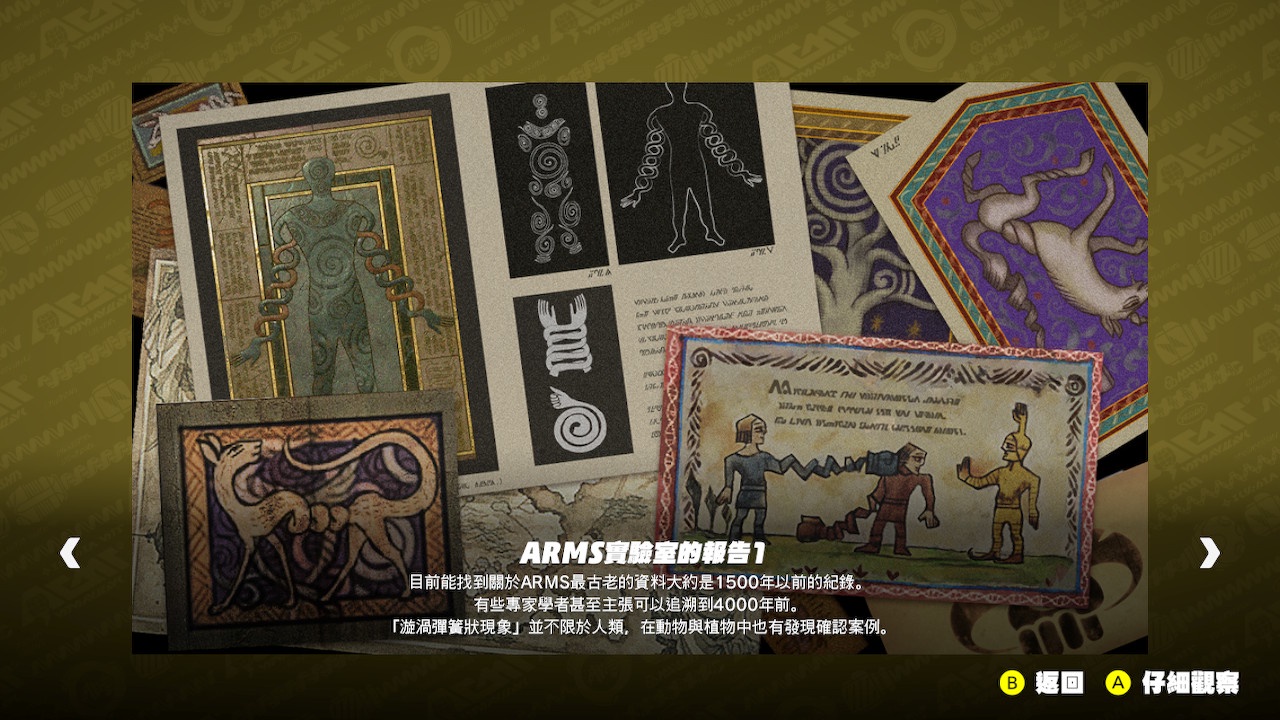 ARMS實驗室的報告1
目前能找到關於ARMS最古老的資料大約是1500年以前的紀錄。
有些專家學者甚至主張可以追溯到4000年前。
「漩渦彈簧狀現象」並不限於人類，在動物與植物中也有發現確認案例。
B 返回 A 仔細觀察